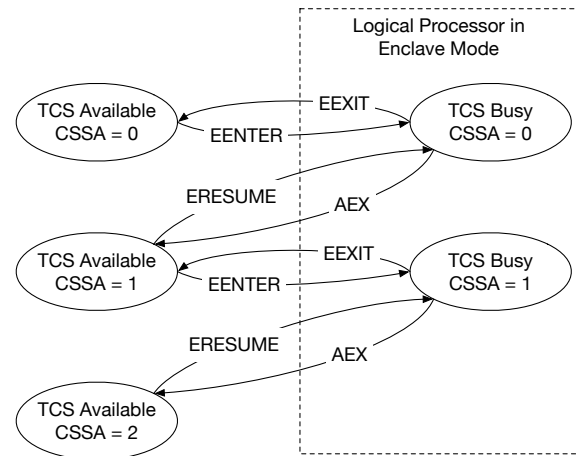 Logical Processor in
Enclave Mode
TCS Available
CSSA = 0
EEXIT
EENTER
TCS Busy
CSSA = 0
ERESUME
AEX
TCS Available
CSSA = 1
EEXIT
EENTER
TCS Busy
CSSA = 1
ERESUME
AEX
TCS Available
CSSA = 2